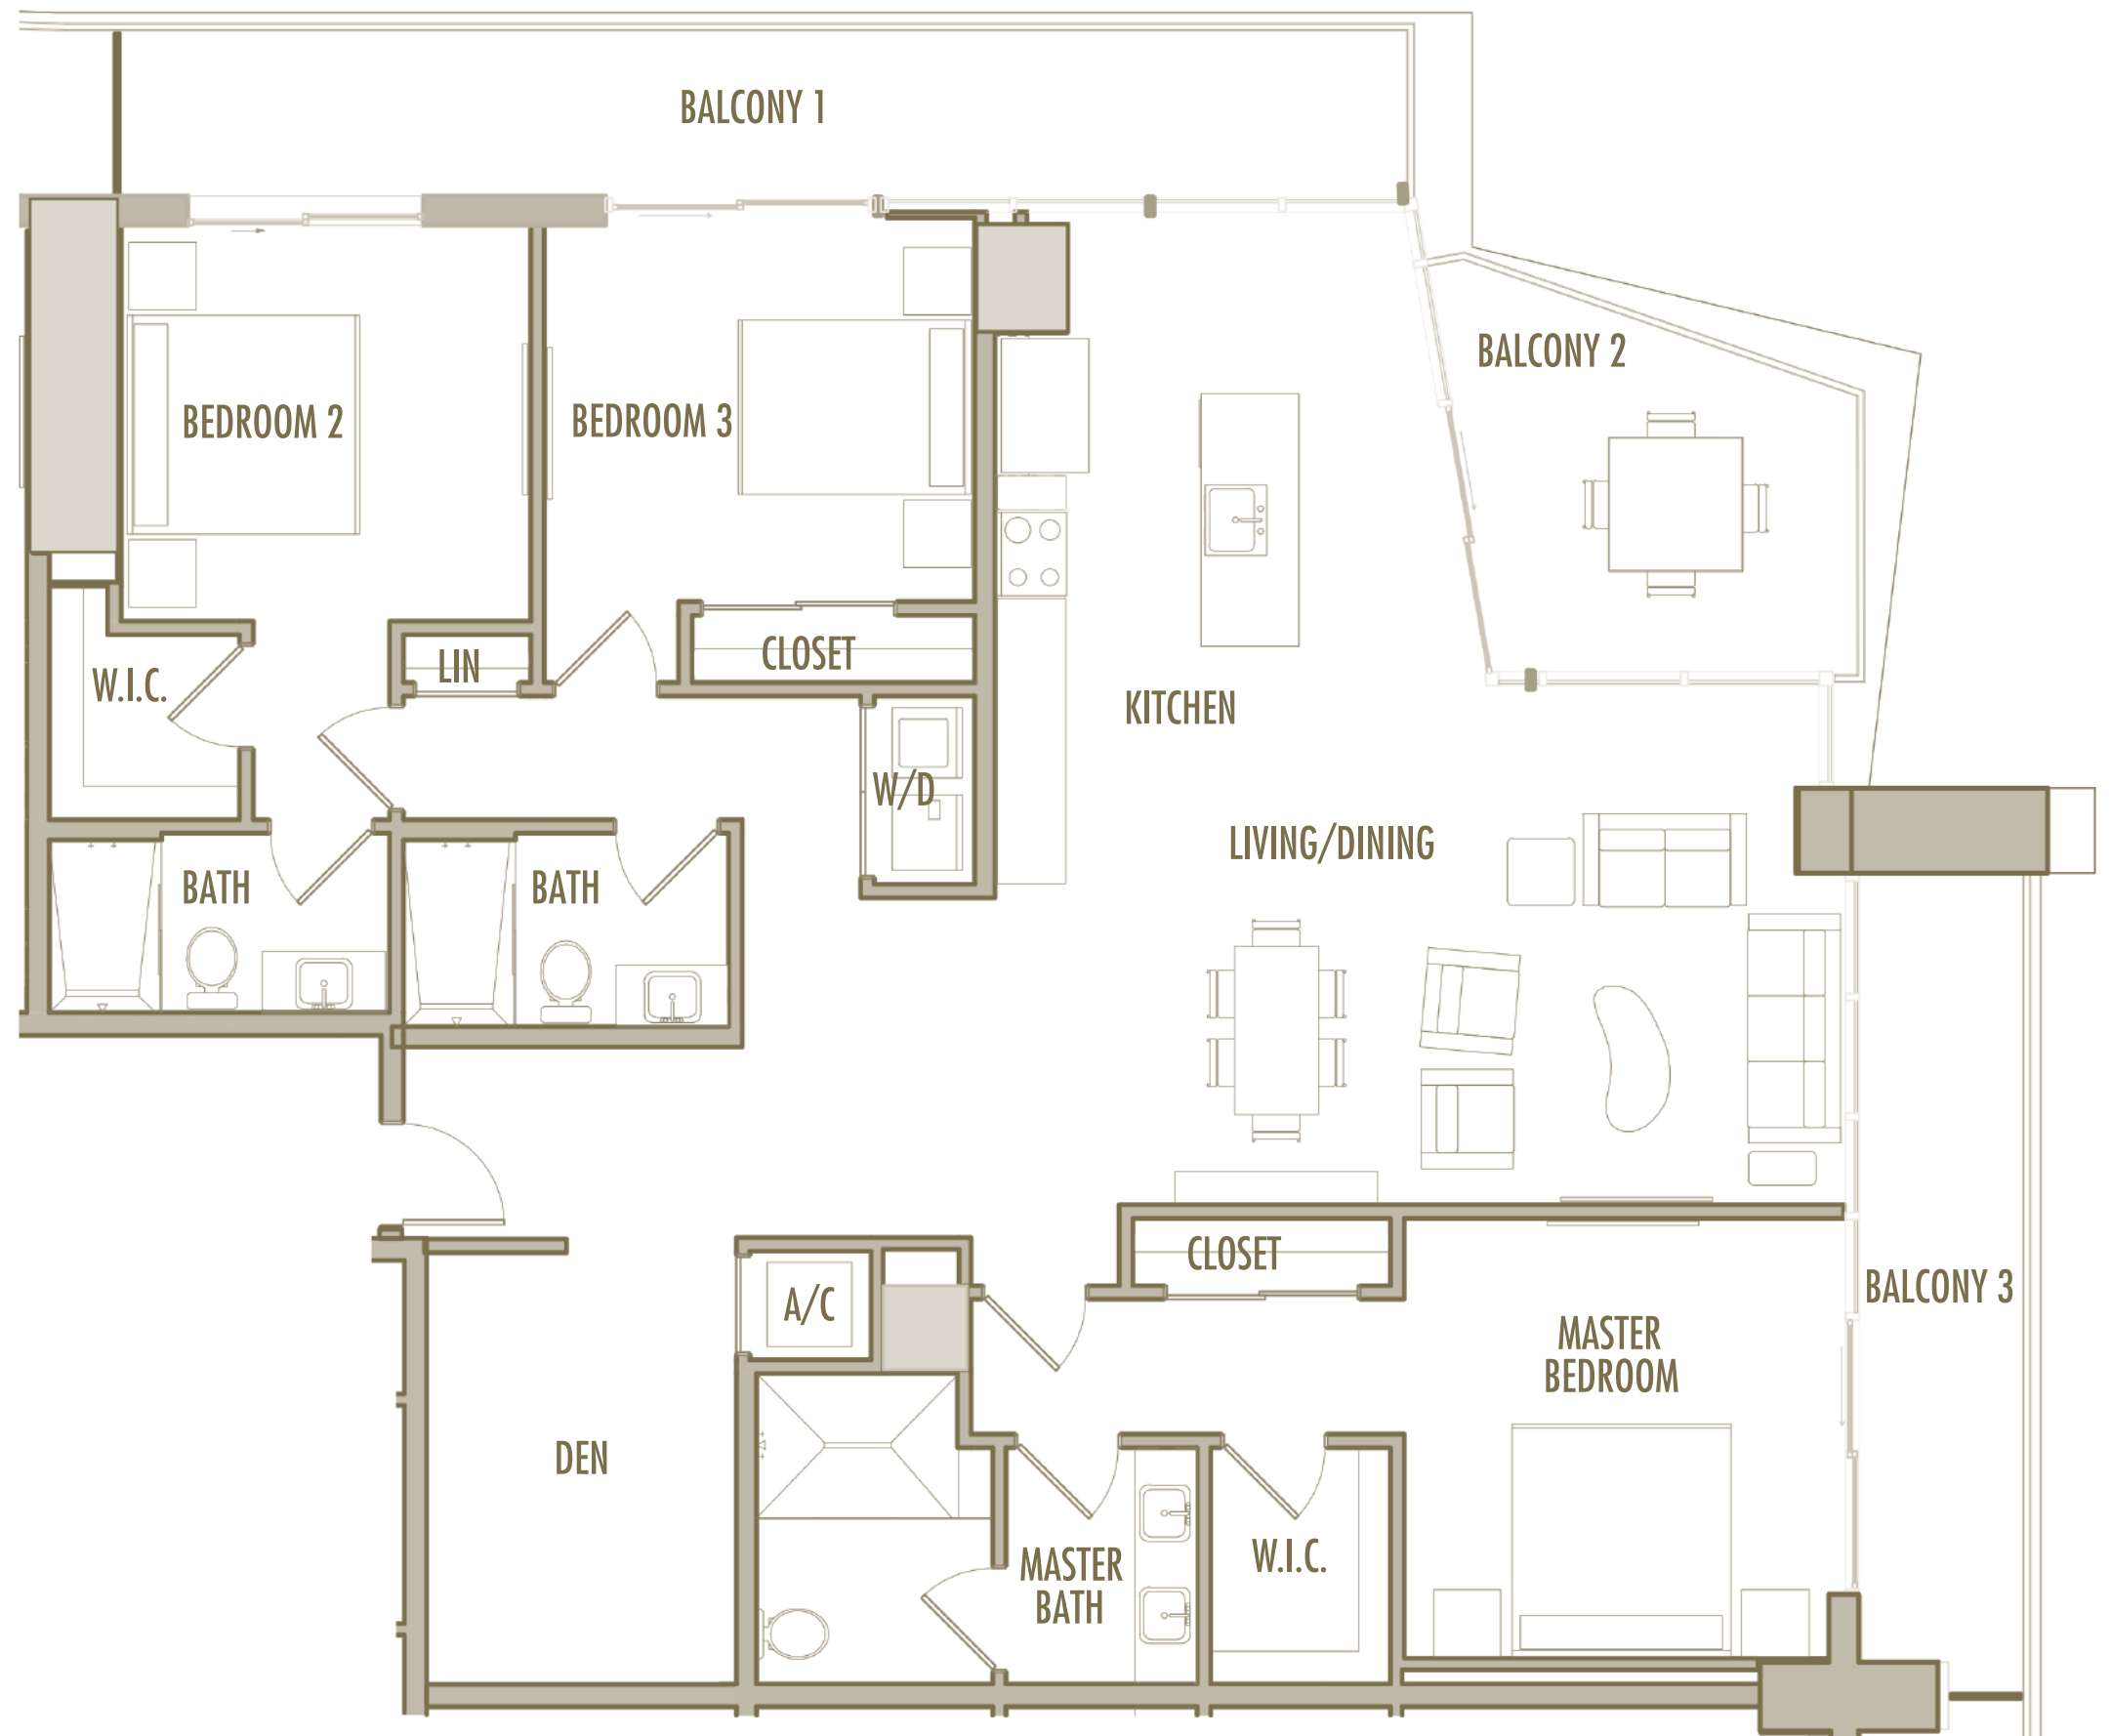 BALCONY 1
BALCONY 2
BEDROOM 2
BEDROOM 3
CLOSET
LIN
W.I.C.
KITCHEN
W/D
LIVING/DINING
BATH
BATH
CLOSET
BALCONY 3
A/C
MASTER
BEDROOM
DEN
W.I.C.
MASTER
BATH